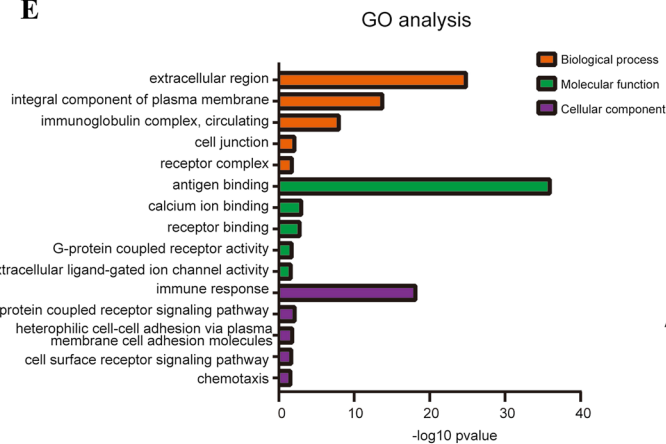 E
GO analysis
Biological process
Molecular function
Cellular component
extracellular region
integral component of plasma membrane
immunoglobulin complex, circulating
cell junction
receptor complex
antigen binding
calcium ion binding
receptor binding
G-protein coupled receptor activity
xtracellular ligand-gated ion channel activity
immune response
protein coupled receptor signaling pathway
heterophilic cell-cell adhesion via plasma
membrane cell adhesion molecules
cell surface receptor signaling pathway
chemotaxis
0 10 20 30 40
-log10 pvalue